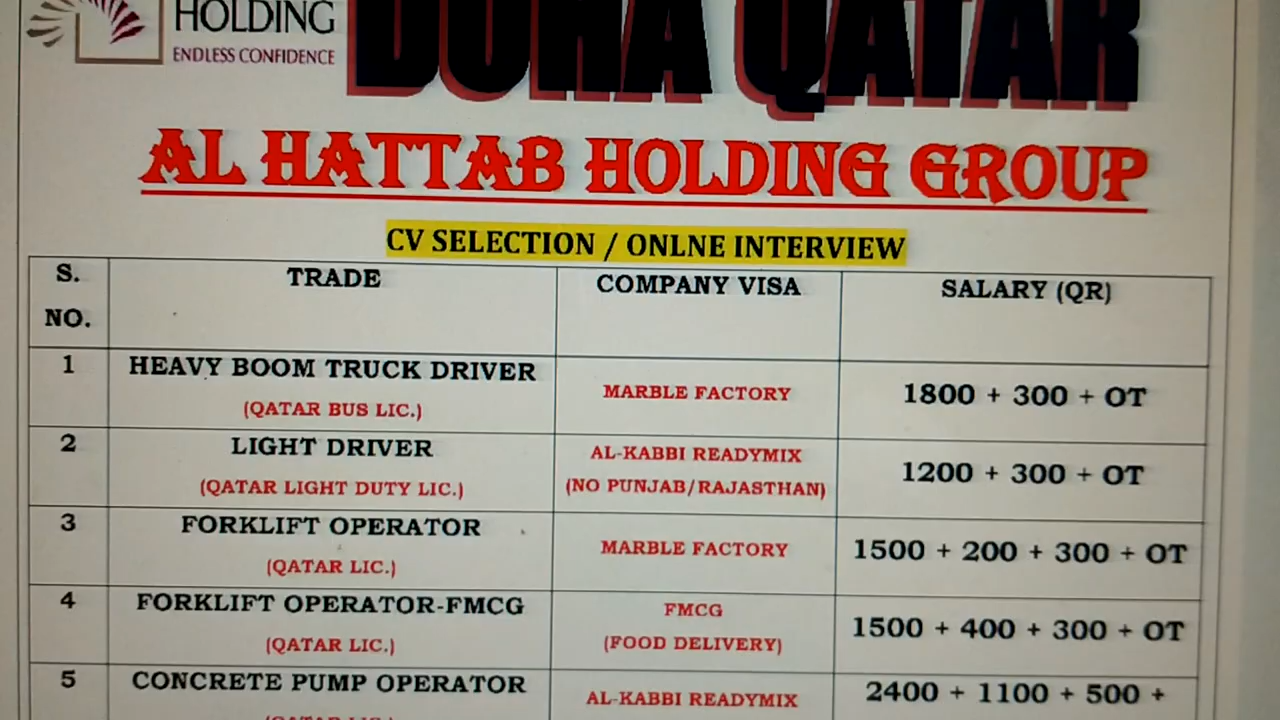 HOLDING
ENDLESS CONFIDENCE
DOHA QATAR
AL HATTAB HOLDING GROUP
CV SELECTION / ONLNE INTERVIEW
S. NO. TRADE COMPANY VISA SALARY (QR)
1 HEAVY BOOM TRUCK DRIVER (QATAR BUS LIC.) MARBLE FACTORY 1800 + 300 + OT
2 LIGHT DRIVER (QATAR LIGHT DUTY LIC.) AL-KABBI READYMIX (NO PUNJAB/RAJASTHAN) 1200 + 300 + OT
3 FORKLIFT OPERATOR (QATAR LIC.) MARBLE FACTORY 1500 + 200 + 300 + OT
4 FORKLIFT OPERATOR-FMCG (QATAR LIC.) FMCG (FOOD DELIVERY) 1500 + 400 + 300 + OT
5 CONCRETE PUMP OPERATOR AL-KABBI READYMIX 2400 + 1100 + 500 +